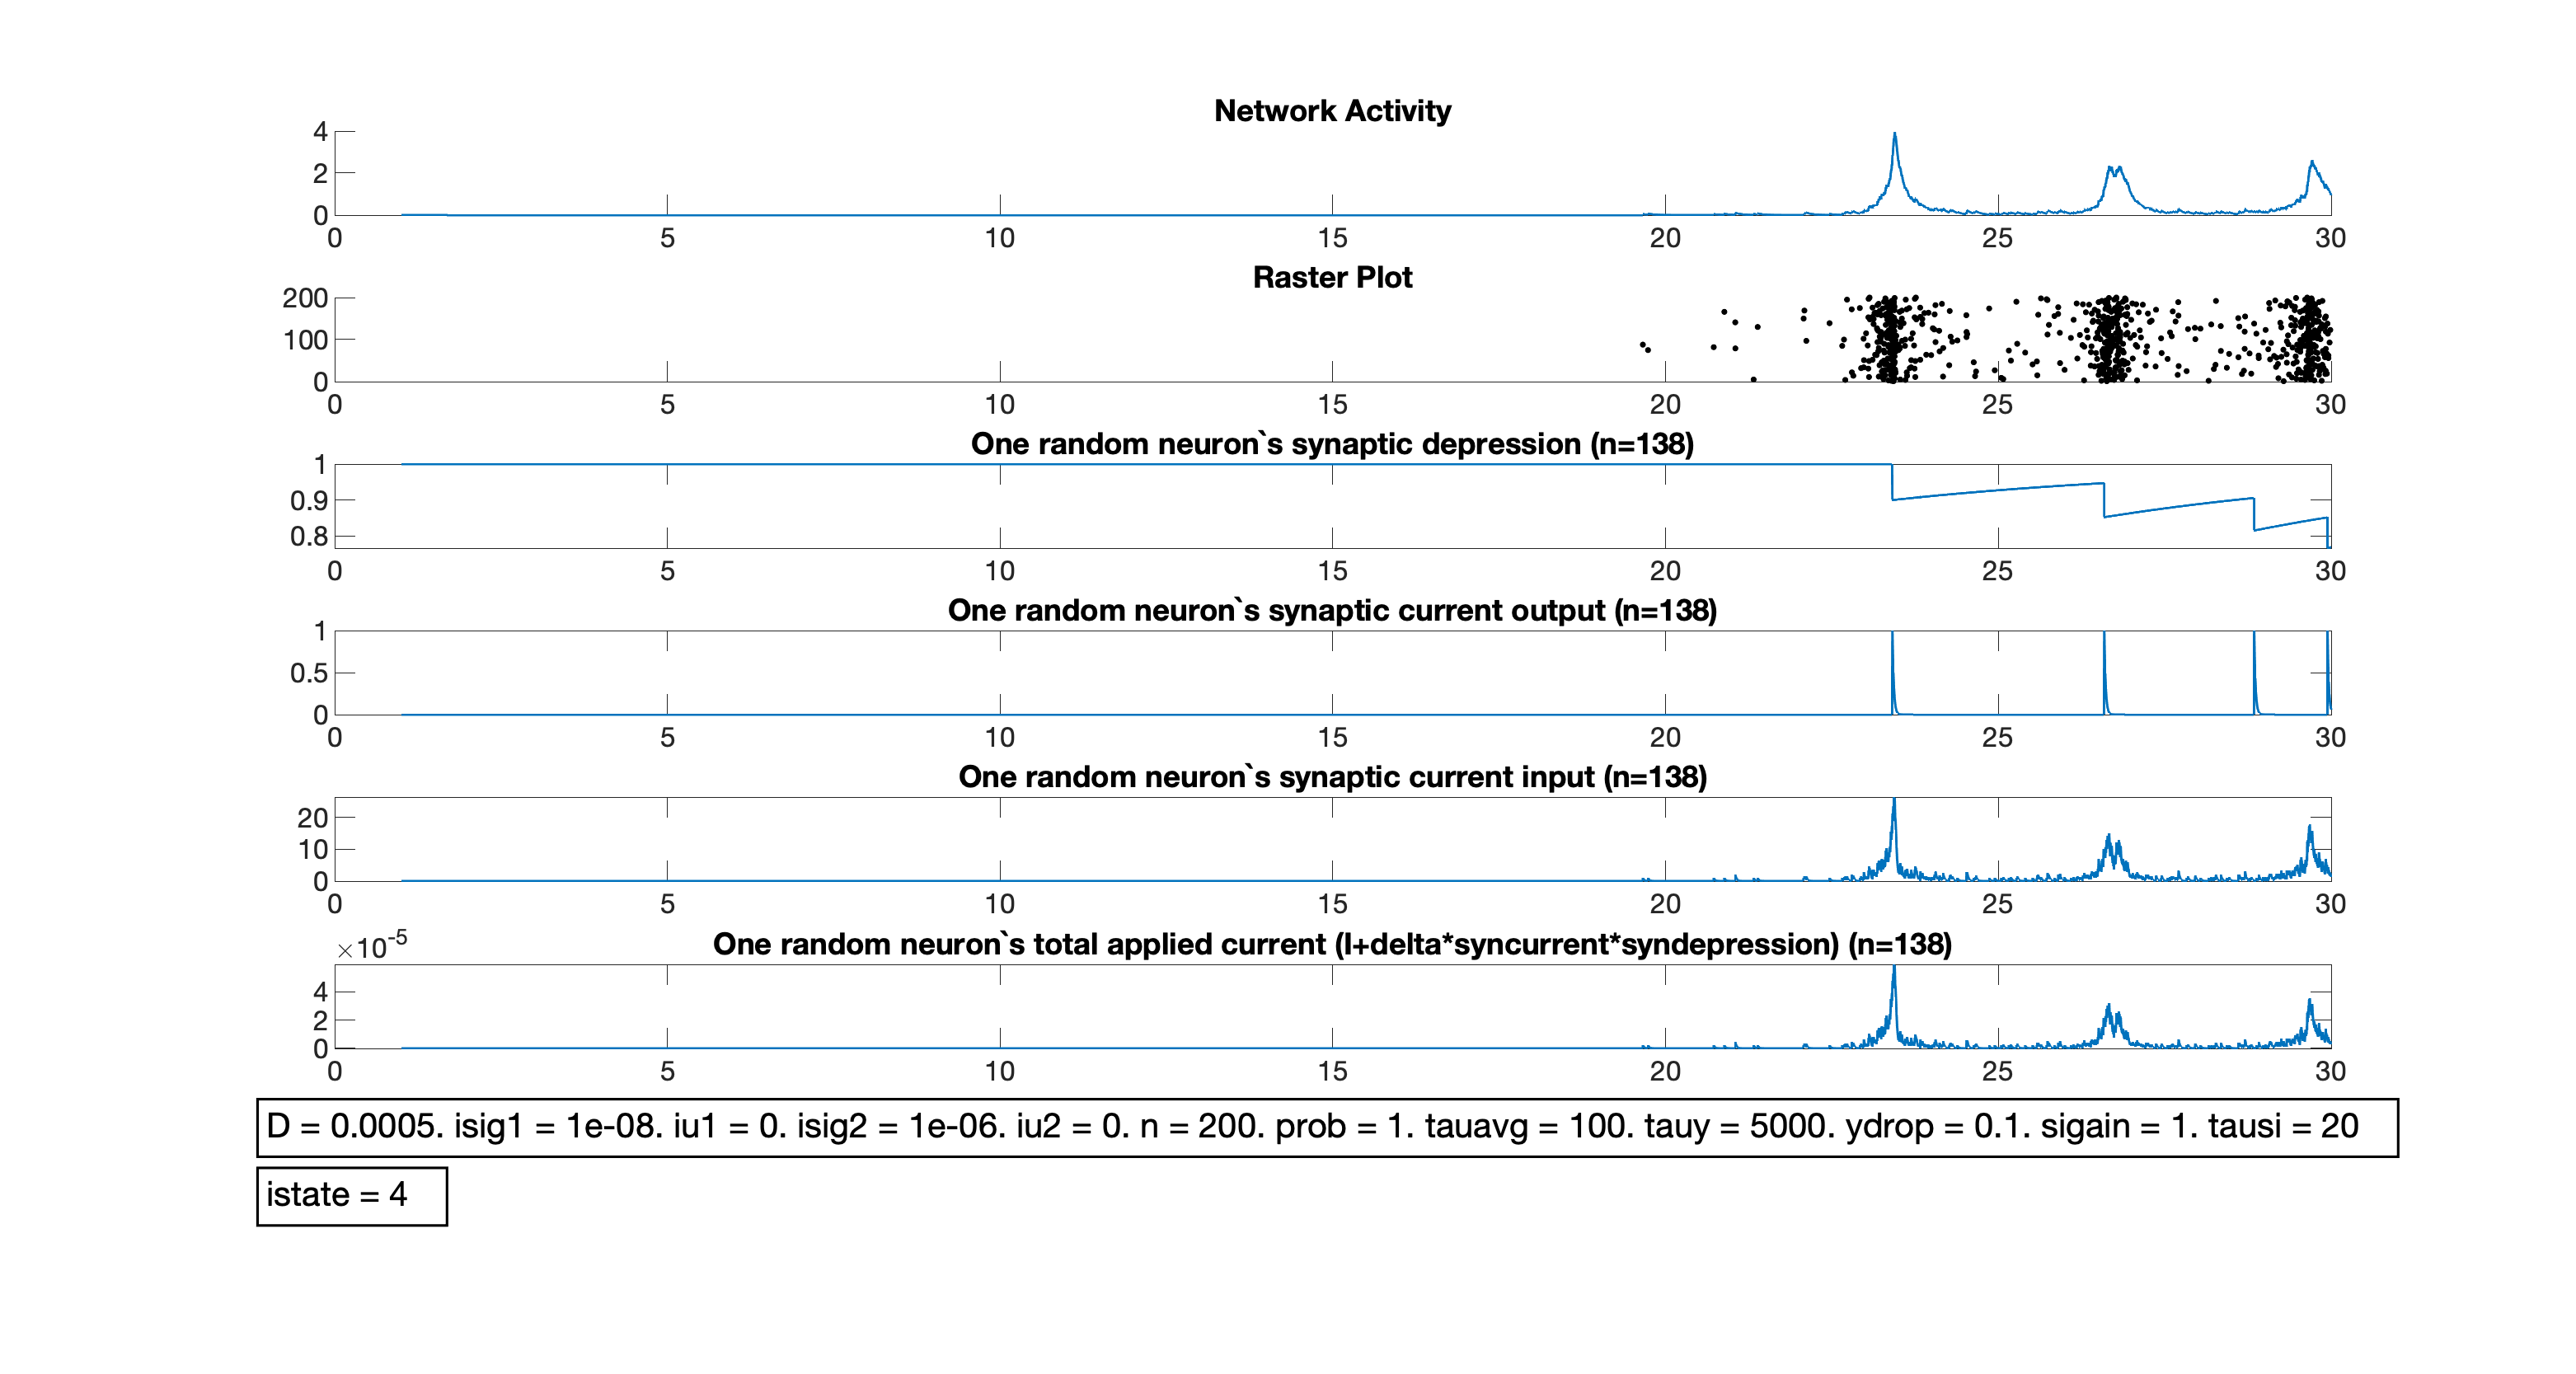 Network Activity
4
2
0
0 5 10 15 20 25 30
Raster Plot
200
100
0
0 5 10 15 20 25 30
One random neuron`s synaptic depression (n=138)
1
0.9
0.8
0 5 10 15 20 25 30
One random neuron`s synaptic current output (n=138)
1
0.5
0
0 5 10 15 20 25 30
One random neuron`s synaptic current input (n=138)
20
10
0
0 5 10 15 20 25 30
×10-5
One random neuron`s total applied current (I+delta*syncurrent*syndepression) (n=138)
4
2
0
0 5 10 15 20 25 30
D = 0.0005. isig1 = 1e-08. iu1 = 0. isig2 = 1e-06. iu2 = 0. n = 200. prob = 1. tauavg = 100. tauy = 5000. ydrop = 0.1. sigain = 1. tausi = 20
istate = 4